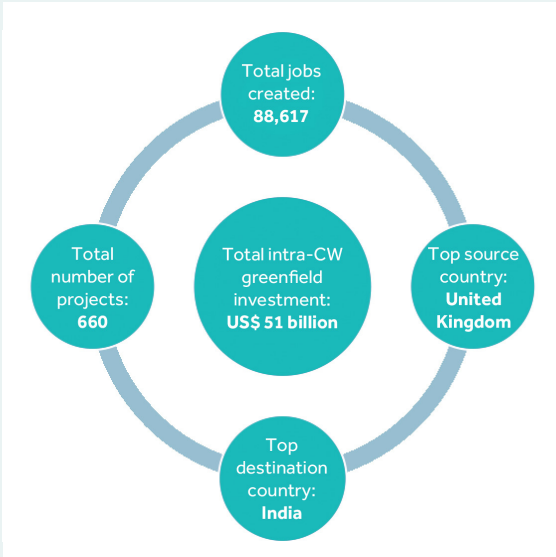 Total jobs
created:
88,617
Total
number of
projects:
660
Total intra-CW
greenfield
investment:
US$ 51 billion
Top source
country:
United
Kingdom
Top
destination
country:
India